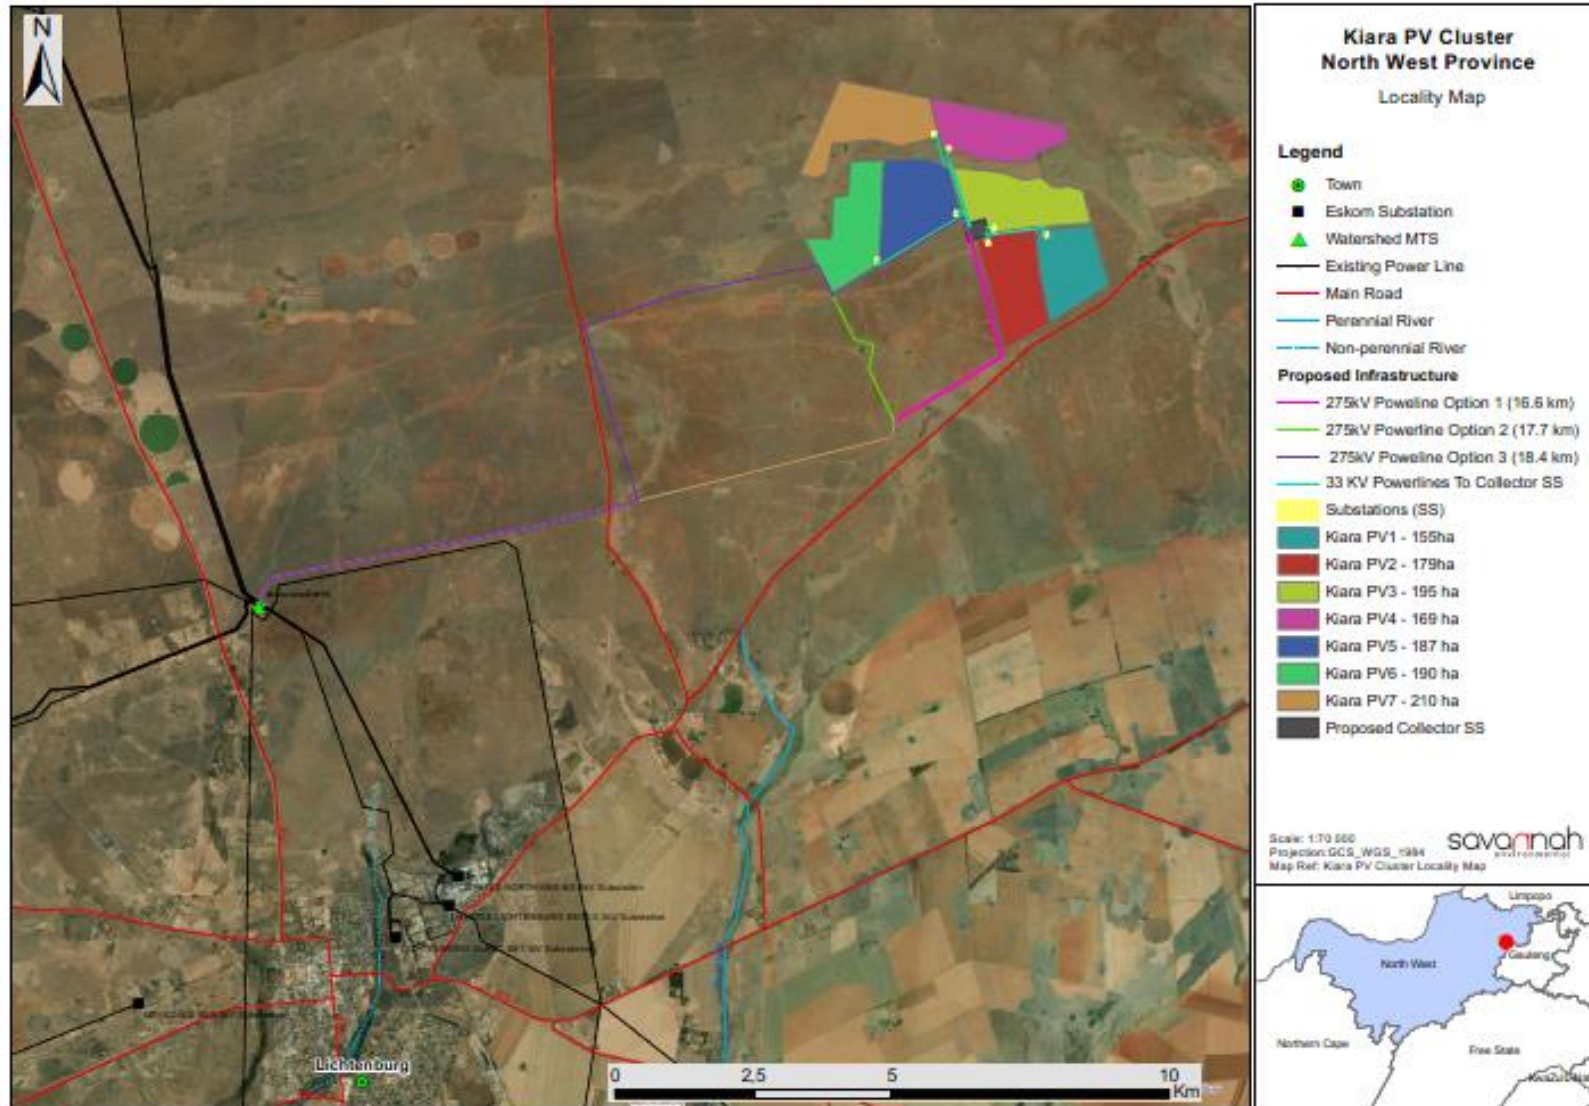 N
Lichtenburg
0 2,5 5 10
Km
Kiara PV Cluster
North West Province
Locality Map
Legend
Town
Eskom Substation
Watershed MTS
Existing Power Line
Main Road
Perennial River
Non-perennial River
Proposed Infrastructure
275kV Poweline Option 1 (16.6 km)
275kV Powerline Option 2 (17.7 km)
275kV Poweline Option 3 (18.4 km)
33 KV Powerlines To Collector SS
Substations (SS)
Kiara PV1 - 155ha
Kiara PV2 - 179ha
Kiara PV3 - 195 ha
Kiara PV4 - 169 ha
Kiara PV5 - 187 ha
Kiara PV6 - 190 ha
Kiara PV7 - 210 ha
Proposed Collector SS
Scale: 1:70 000
Projection:GCS_WGS_1984
Map Ref: Kiara PV Cluster Locality Map
savannah
environmental
Limpopo
North West
Gauteng
Northern Cape
Free State